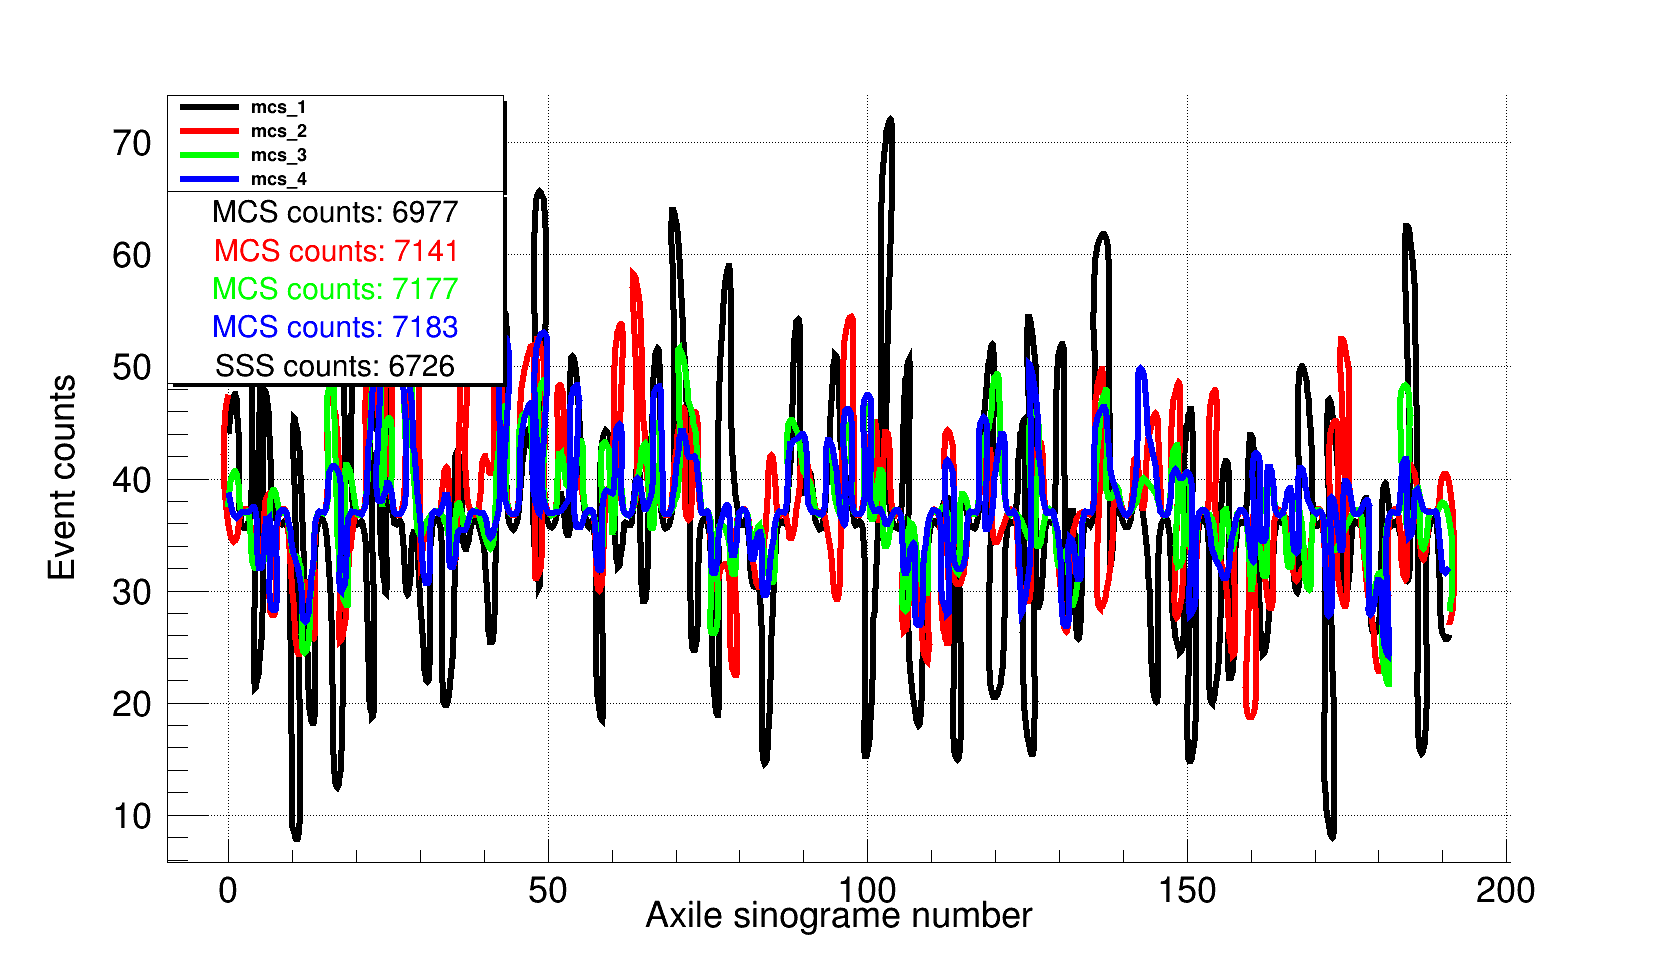 mcs_1
mcs_2
mcs_3
mcs_4
MCS counts: 6977
MCS counts: 7141
MCS counts: 7177
MCS counts: 7183
SSS counts: 6726
70
60
50
40
30
20
10
Event counts
0 50 100 150 200
Axile sinograme number